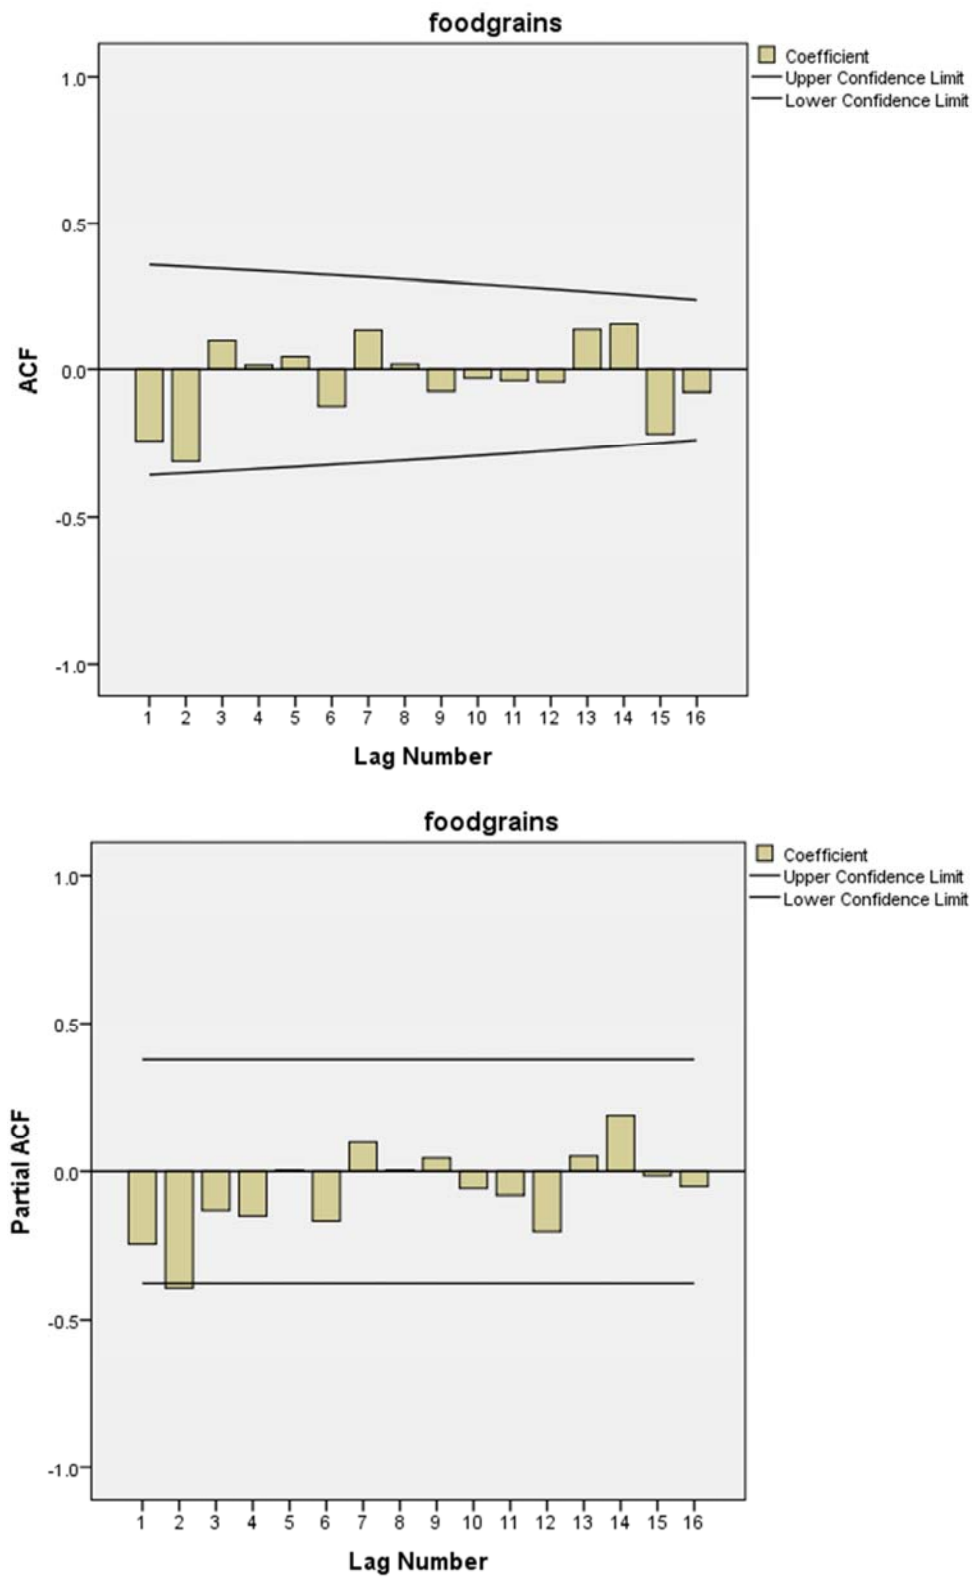 foodgrains
Coefficient
Upper Confidence Limit
Lower Confidence Limit
1.0
0.5
0.0
-0.5
-1.0
ACF
1 2 3 4 5 6 7 8 9 10 11 12 13 14 15 16
Lag Number
foodgrains
Coefficient
Upper Confidence Limit
Lower Confidence Limit
1.0
0.5
0.0
-0.5
-1.0
Partial ACF
1 2 3 4 5 6 7 8 9 10 11 12 13 14 15 16
Lag Number